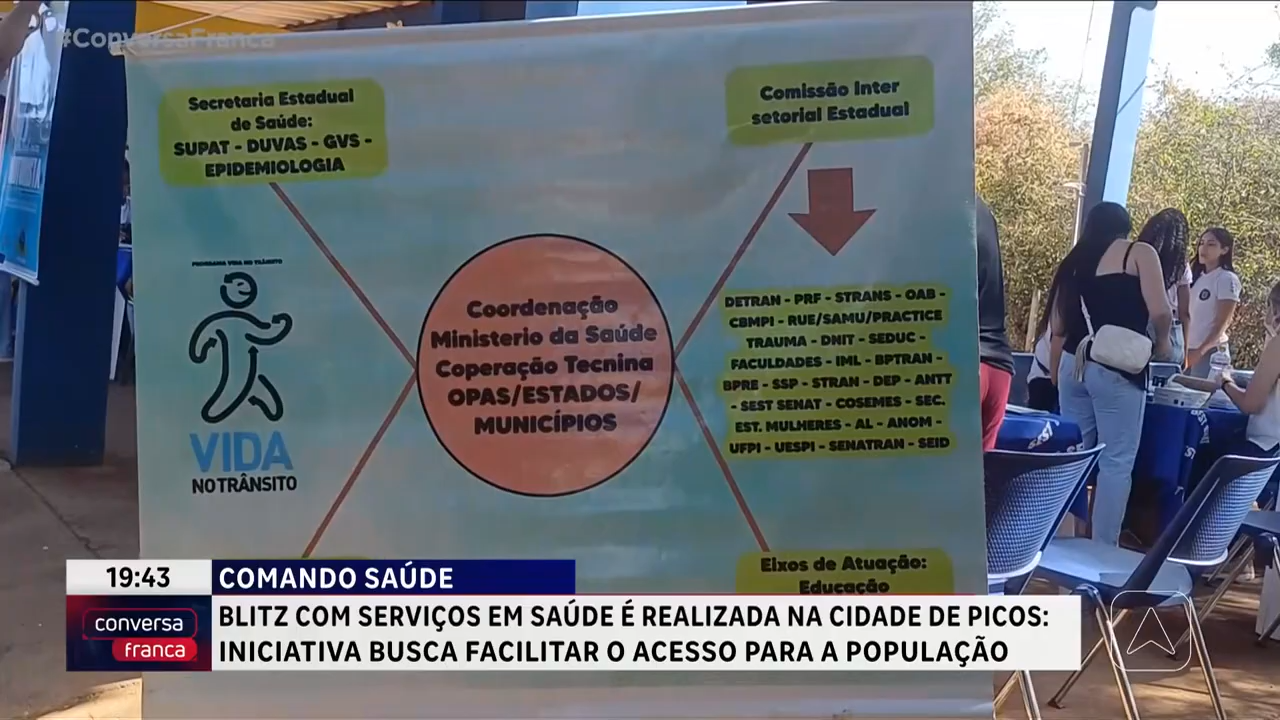 #ConversaFranca
Secretaria Estadual
de Saúde:
SUPAT - DUVAS - GVS -
EPIDEMIOLOGIA
Comissão Inter
setorial Estadual
PROGRAMA VIDA NO TRÂNSITO
VIDA
NO TRÂNSITO
Coordenação
Ministerio da Saúde
Coperação Tecnina
OPAS/ESTADOS/
MUNICÍPIOS
DETRAN - PRF - STRANS - OAB -
CBMPI - RUE/SAMU/PRACTICE
TRAUMA - DNIT - SEDUC -
FACULDADES - IML - BPTRAN -
BPRE - SSP - STRAN - DEP - ANTT
- SEST SENAT - COSEMES - SEC.
EST. MULHERES - AL - ANOM -
UFPI - UESPI - SENATRAN - SEID
Eixos de Atuação:
Educação
19:43
COMANDO SAÚDE
conversa
franca
BLITZ COM SERVIÇOS EM SAÚDE É REALIZADA NA CIDADE DE PICOS:
INICIATIVA BUSCA FACILITAR O ACESSO PARA A POPULAÇÃO